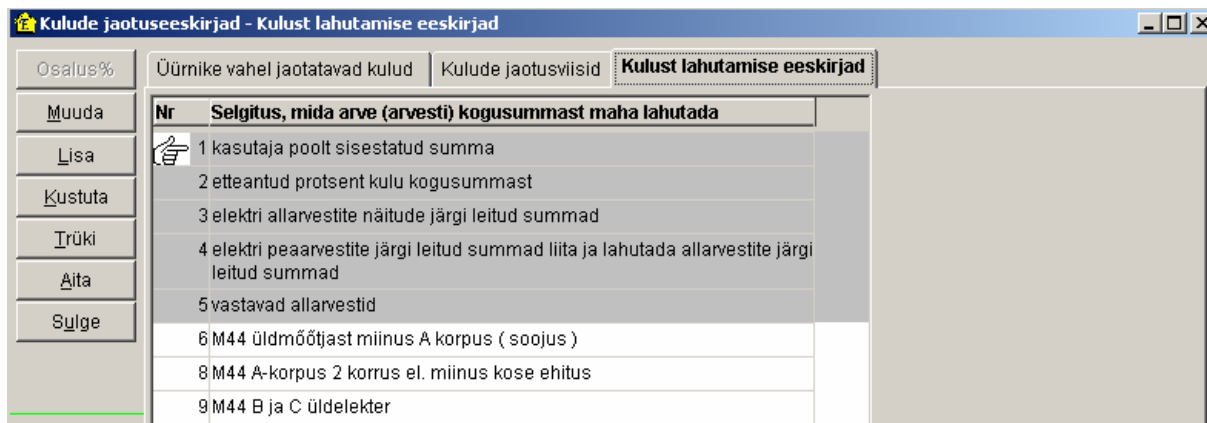 Kulude jaotuseeskirjad - Kulust lahutamise eeskirjad
Osalus%
Muuda
Lisa
Kustuta
Trüki
Aita
Sulge
Üürnike vahel jaotatavad kulud Kulude jaotusviisid Kulust lahutamise eeskirjad
Nr Selgitus, mida arve (arvesti) kogusummast maha lahutada
1 kasutaja poolt sisestatud summa
2 etteantud protsent kulu kogusummast
3 elektri allarvestite näitude järgi leitud summad
4 elektri peaarvestite järgi leitud summad liita ja lahutada allarvestite järgi
leitud summad
5 vastavad allarvestid
6 M44 üldmõõtjast miinus A korpus ( soojus )
8 M44 A-korpus 2 korrus el. miinus kose ehitus
9 M44 B ja C üldelekter